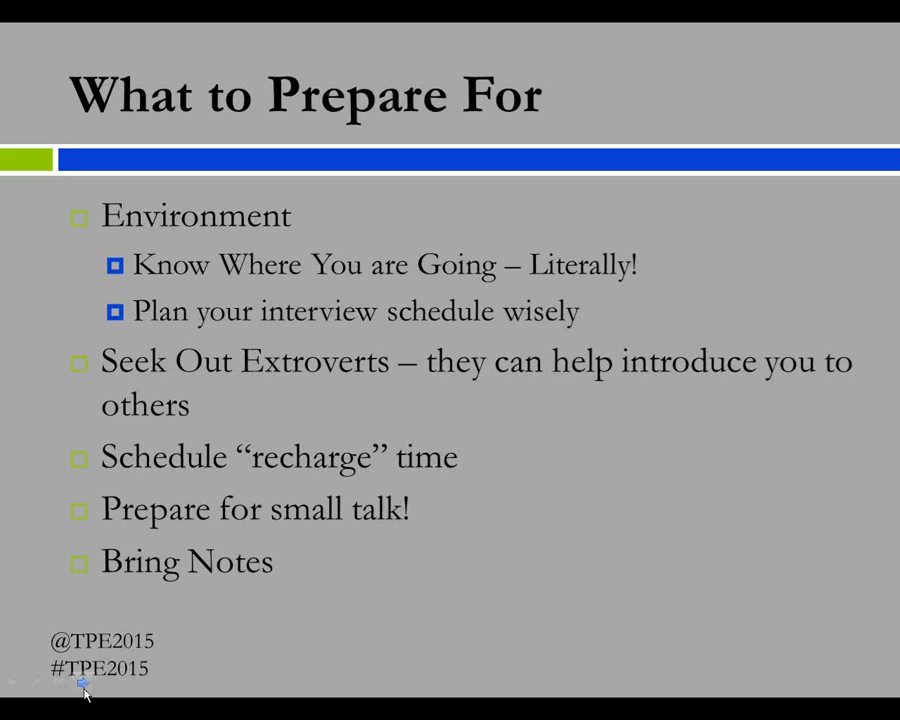 What to Prepare For
Environment
Know Where You are Going – Literally!
Plan your interview schedule wisely
Seek Out Extroverts – they can help introduce you to
others
Schedule “recharge” time
Prepare for small talk!
Bring Notes
@TPE2015
#TPE2015